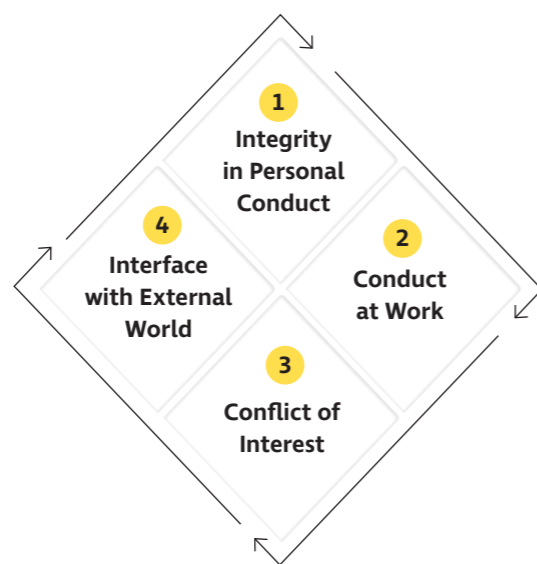 1
Integrity
in Personal
Conduct
2
Conduct
at Work
3
Conflict of
Interest
4
Interface
with External
World